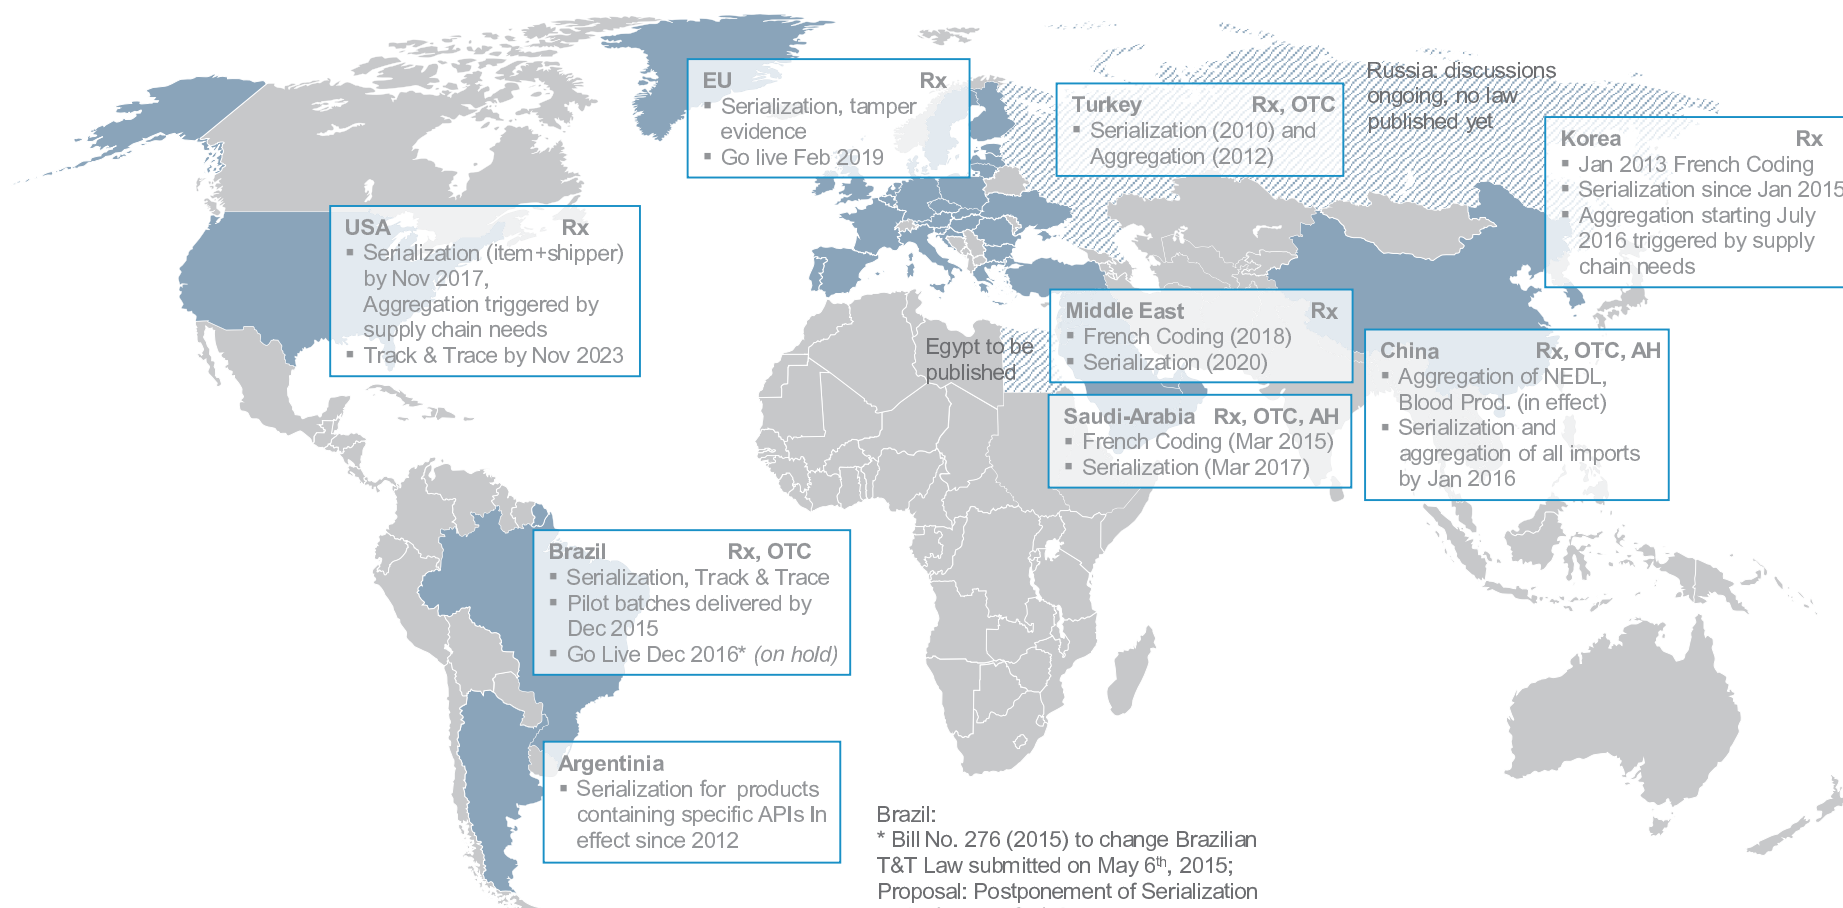 EU Rx
▪ Serialization, tamper
evidence
▪ Go live Feb 2019
Turkey Rx, OTC
▪ Serialization (2010) and
Aggregation (2012)
Russia: discussions
ongoing, no law
published yet
Korea Rx
▪ Jan 2013 French Coding
▪ Serialization since Jan 2015
▪ Aggregation starting July
2016 triggered by supply
chain needs
USA Rx
▪ Serialization (item+shipper)
by Nov 2017,
Aggregation triggered by
supply chain needs
▪ Track & Trace by Nov 2023
Egypt to be
published
Middle East Rx
▪ French Coding (2018)
▪ Serialization (2020)
China Rx, OTC, AH
▪ Aggregation of NEDL,
Blood Prod. (in effect)
▪ Serialization and
aggregation of all imports
by Jan 2016
Saudi-Arabia Rx, OTC, AH
▪ French Coding (Mar 2015)
▪ Serialization (Mar 2017)
Brazil Rx, OTC
▪ Serialization, Track & Trace
▪ Pilot batches delivered by
Dec 2015
▪ Go Live Dec 2016* (on hold)
Argentinia
▪ Serialization for products
containing specific APIs In
effect since 2012
Brazil:
* Bill No. 276 (2015) to change Brazilian
T&T Law submitted on May 6th, 2015;
Proposal: Postponement of Serialization